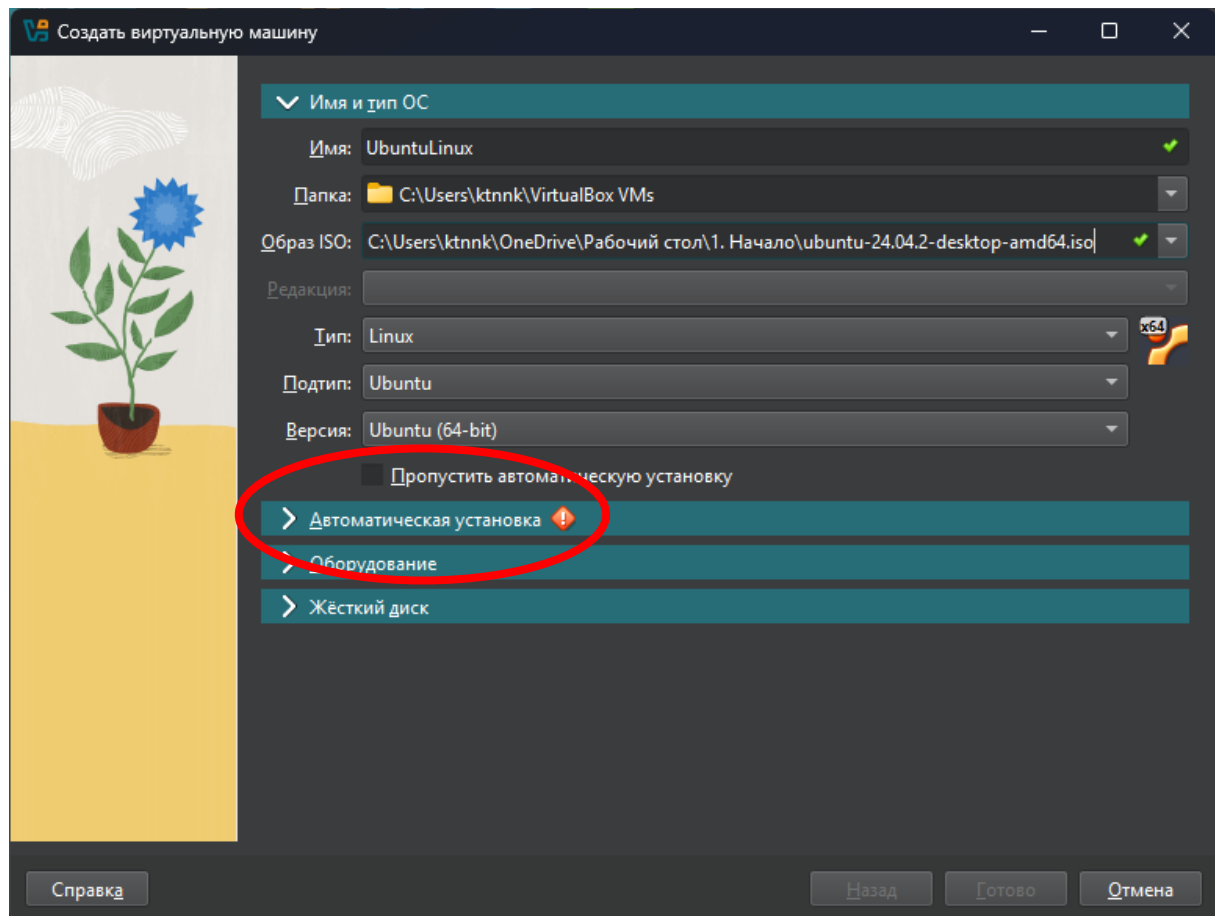 Создать виртуальную машину
Имя и тип ОС
Имя: UbuntuLinux
Папка: C:\Users\ktnnk\VirtualBox VMs
Образ ISO: C:\Users\ktnnk\OneDrive\Рабочий стол\1. Начало\ubuntu-24.04.2-desktop-amd64.iso
Редакция:
Тип: Linux x64
Подтип: Ubuntu
Версия: Ubuntu (64-bit)
Пропустить автоматическую установку
Автоматическая установка
Оборудование
Жёсткий диск
Справка Назад Готово Отмена